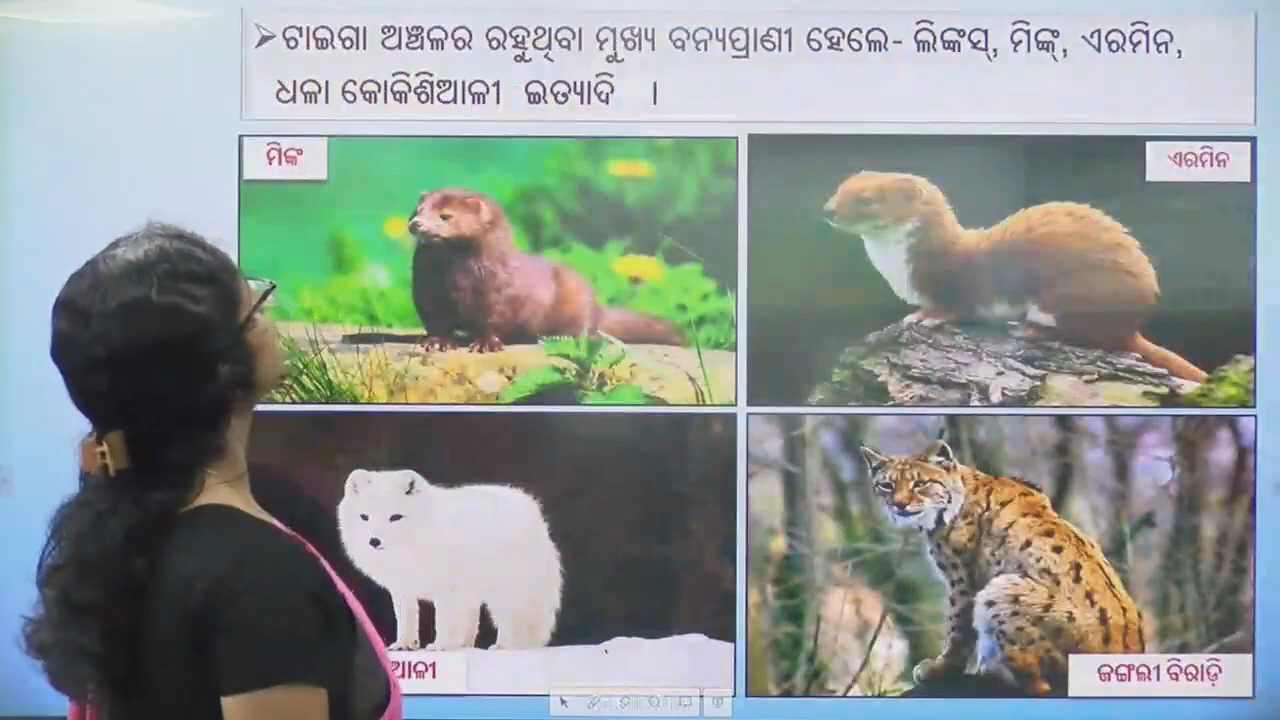 ➤ଟାଇଗା ଅଞ୍ଚଳର ରହୁଥିବା ମୁଖ୍ୟ ବନ୍ୟପ୍ରାଣୀ ହେଲେ- ଲିଙ୍କସ୍, ମିଙ୍କ୍, ଏରମିନ,
ଧଳା କୋକିଶିଆଳୀ ଇତ୍ୟାଦି ।
ମିଙ୍କ
ଏରମିନ
ଆଳୀ
ଜଙ୍ଗଲୀ ବିରାଡ଼ି